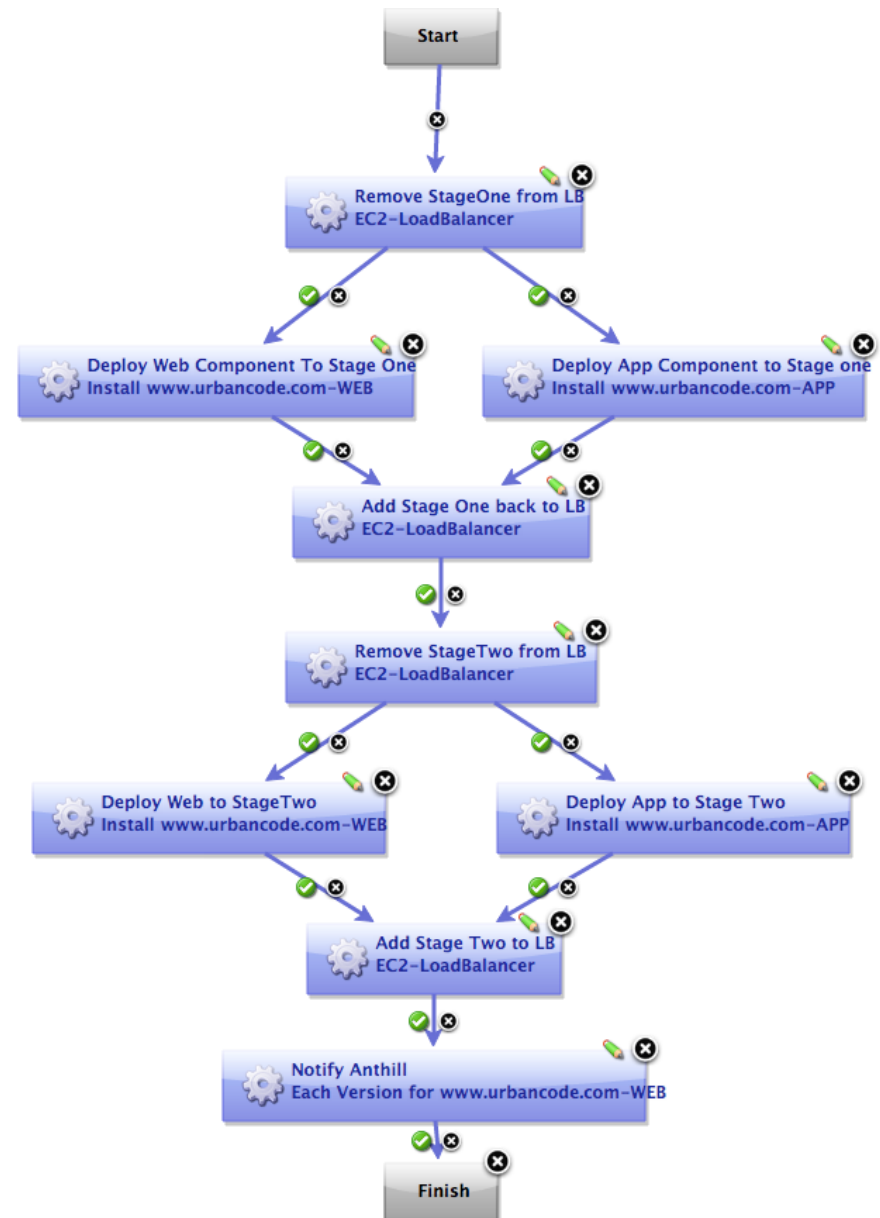 Start
Remove StageOne from LB
EC2-LoadBalancer
Deploy Web Component To Stage One
Install www.urbancode.com-WEB
Deploy App Component to Stage one
Install www.urbancode.com-APP
Add Stage One back to LB
EC2-LoadBalancer
Remove StageTwo from LB
EC2-LoadBalancer
Deploy Web to StageTwo
Install www.urbancode.com-WEB
Deploy App to Stage Two
Install www.urbancode.com-APP
Add Stage Two to LB
EC2-LoadBalancer
Notify Anthill
Each Version for www.urbancode.com-WEB
Finish